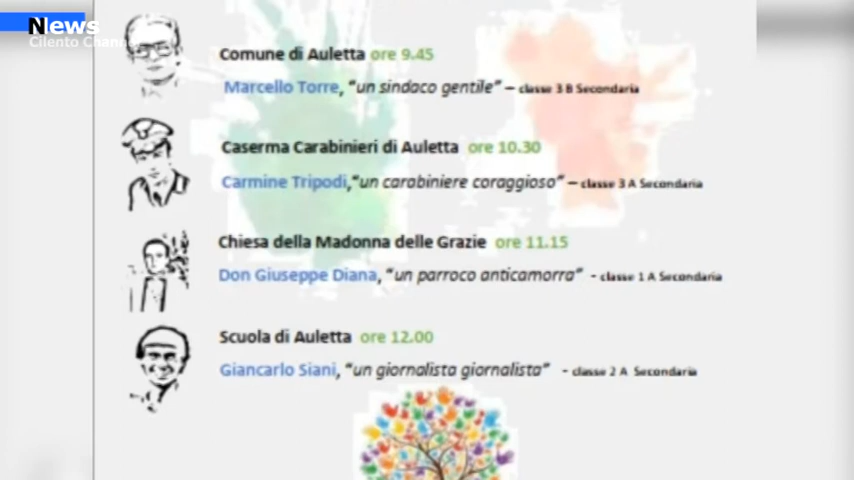 News
Cilento Channel
Comune di Auletta ore 9.45
Marcello Torre, "un sindaco gentile" – classe 3 B Secondaria
Caserma Carabinieri di Auletta ore 10.30
Carmine Tripodi,"un carabiniere coraggioso" – classe 3 A Secondaria
Chiesa della Madonna delle Grazie ore 11.15
Don Giuseppe Diana, "un parroco anticamorra" - classe 1 A Secondaria
Scuola di Auletta ore 12.00
Giancarlo Siani, "un giornalista giornalista" - classe 2 A Secondaria